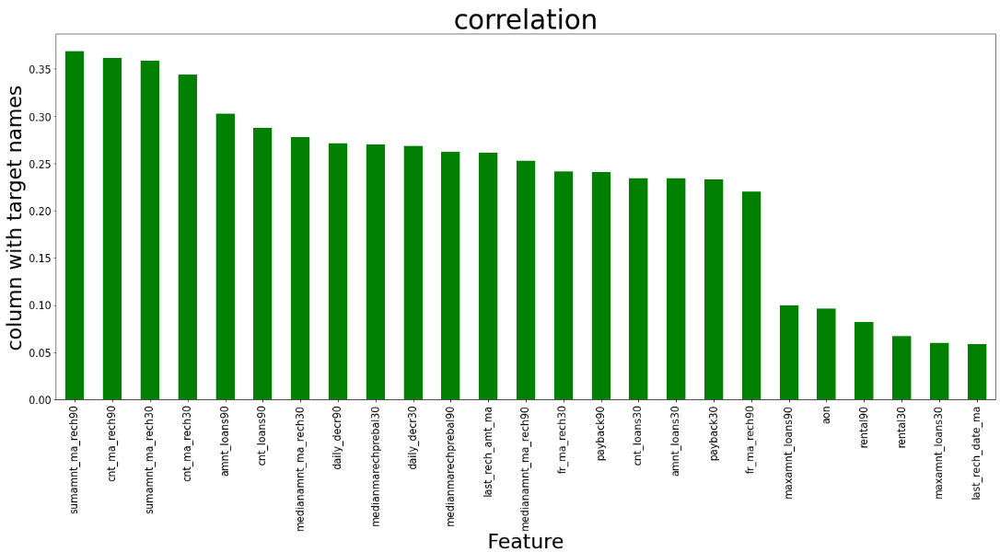 correlation
column with target names
0.35
0.30
0.25
0.20
0.15
0.10
0.05
0.00
sumamnt_ma_rech90
cnt_ma_rech90
sumamnt_ma_rech30
cnt_ma_rech30
amnt_loans90
cnt_loans90
medianamnt_ma_rech30
daily_decr90
medianmarechprebal30
daily_decr30
medianmarechprebal90
last_rech_amt_ma
medianamnt_ma_rech90
fr_ma_rech30
payback90
cnt_loans30
amnt_loans30
payback30
fr_ma_rech90
maxamnt_loans90
aon
rental90
rental30
maxamnt_loans30
last_rech_date_ma
Feature